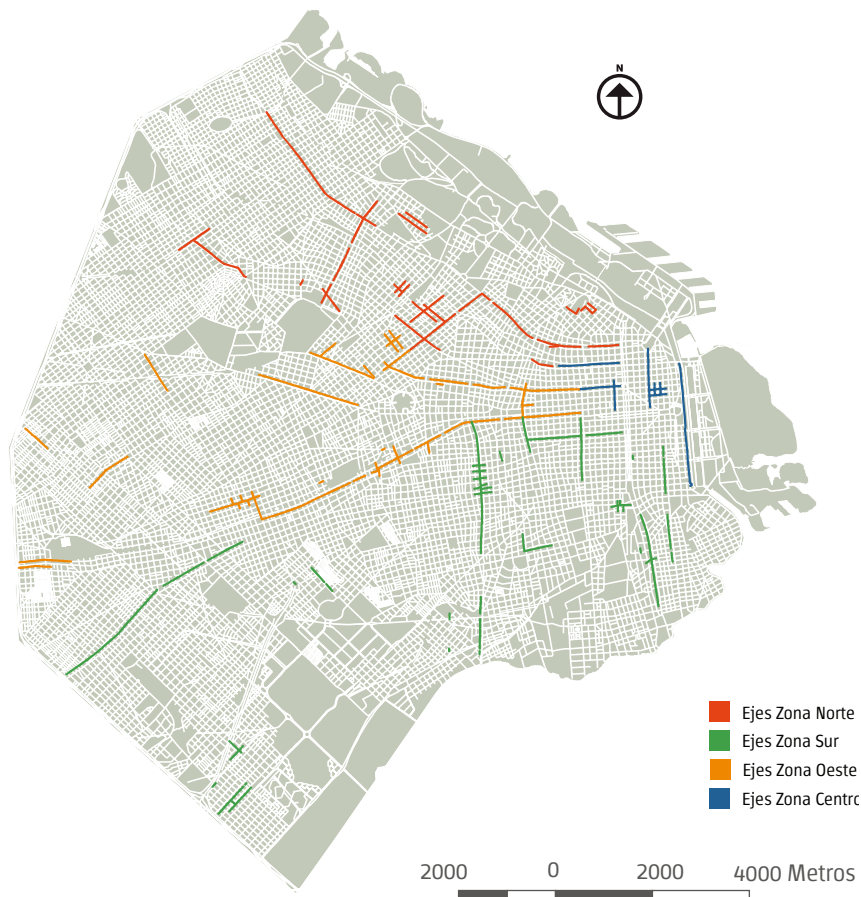 N
Ejes Zona Norte
Ejes Zona Sur
Ejes Zona Oeste
Ejes Zona Centro
2000 0 2000 4000 Metros